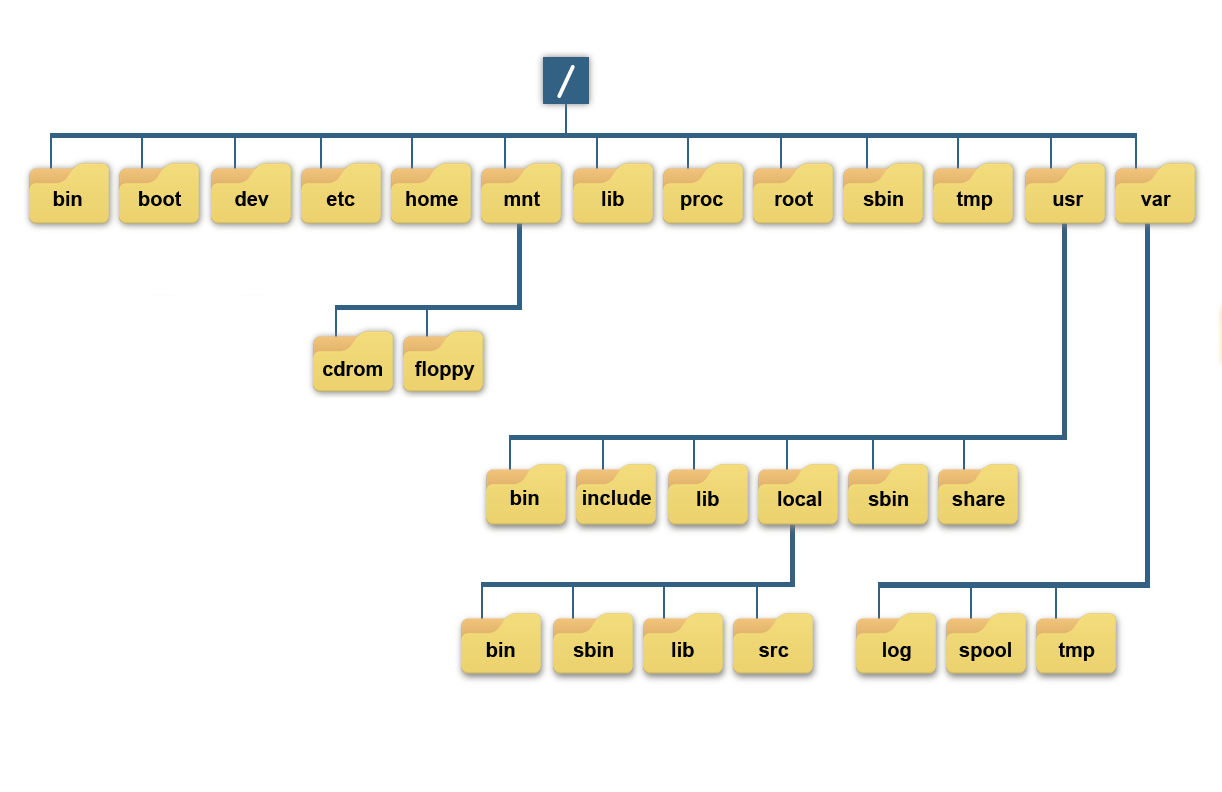 /
bin boot dev etc home mnt lib proc root sbin tmp usr var
cdrom floppy
bin include lib local sbin share
bin sbin lib src log spool tmp